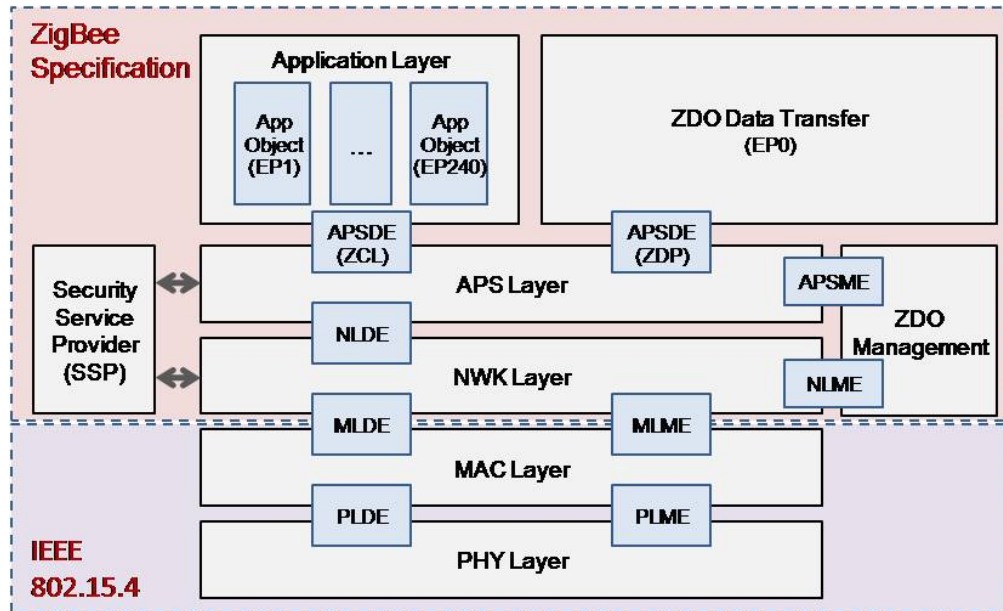 ZigBee
Specification
Application Layer
App
Object
(EP1)
...
App
Object
(EP240)
ZDO Data Transfer
(EP0)
APSDE
(ZCL)
APSDE
(ZDP)
Security
Service
Provider
(SSP)
APS Layer
APSME
ZDO
Management
NLDE
NWK Layer
NLME
MLDE
MLME
MAC Layer
PLDE
PLME
PHY Layer
IEEE
802.15.4